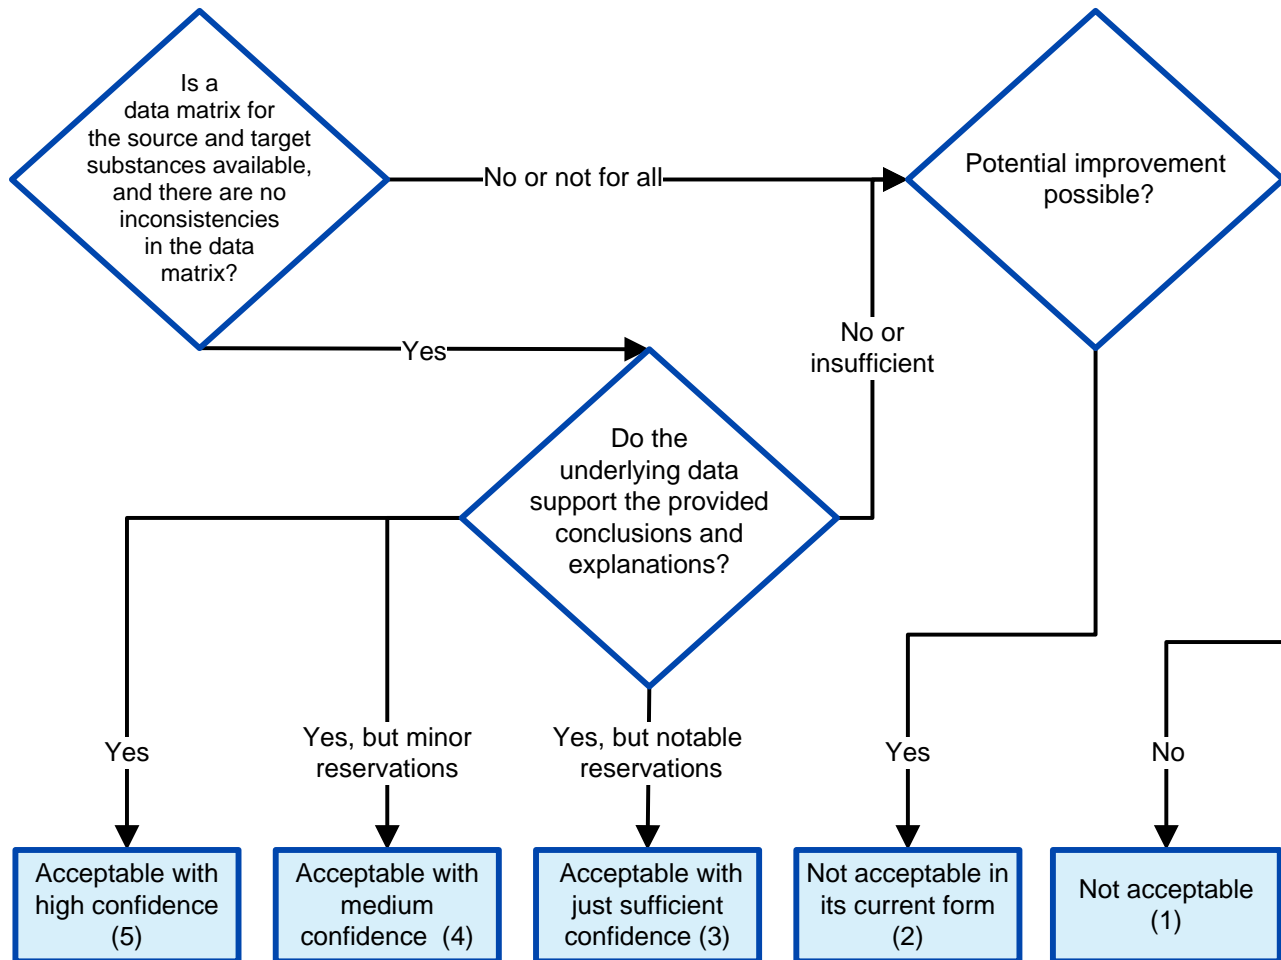 Is a
data matrix for
the source and target
substances available,
and there are no
inconsistencies
in the data
matrix?
No or not for all
Potential improvement
possible?
Yes
No or
insufficient
Do the
underlying data
support the provided
conclusions and
explanations?
Yes
Yes, but minor
reservations
Yes, but notable
reservations
Yes
No
Acceptable with
high confidence
(5)
Acceptable with
medium
confidence  (4)
Acceptable with
just sufficient
confidence (3)
Not acceptable in
its current form
(2)
Not acceptable
(1)